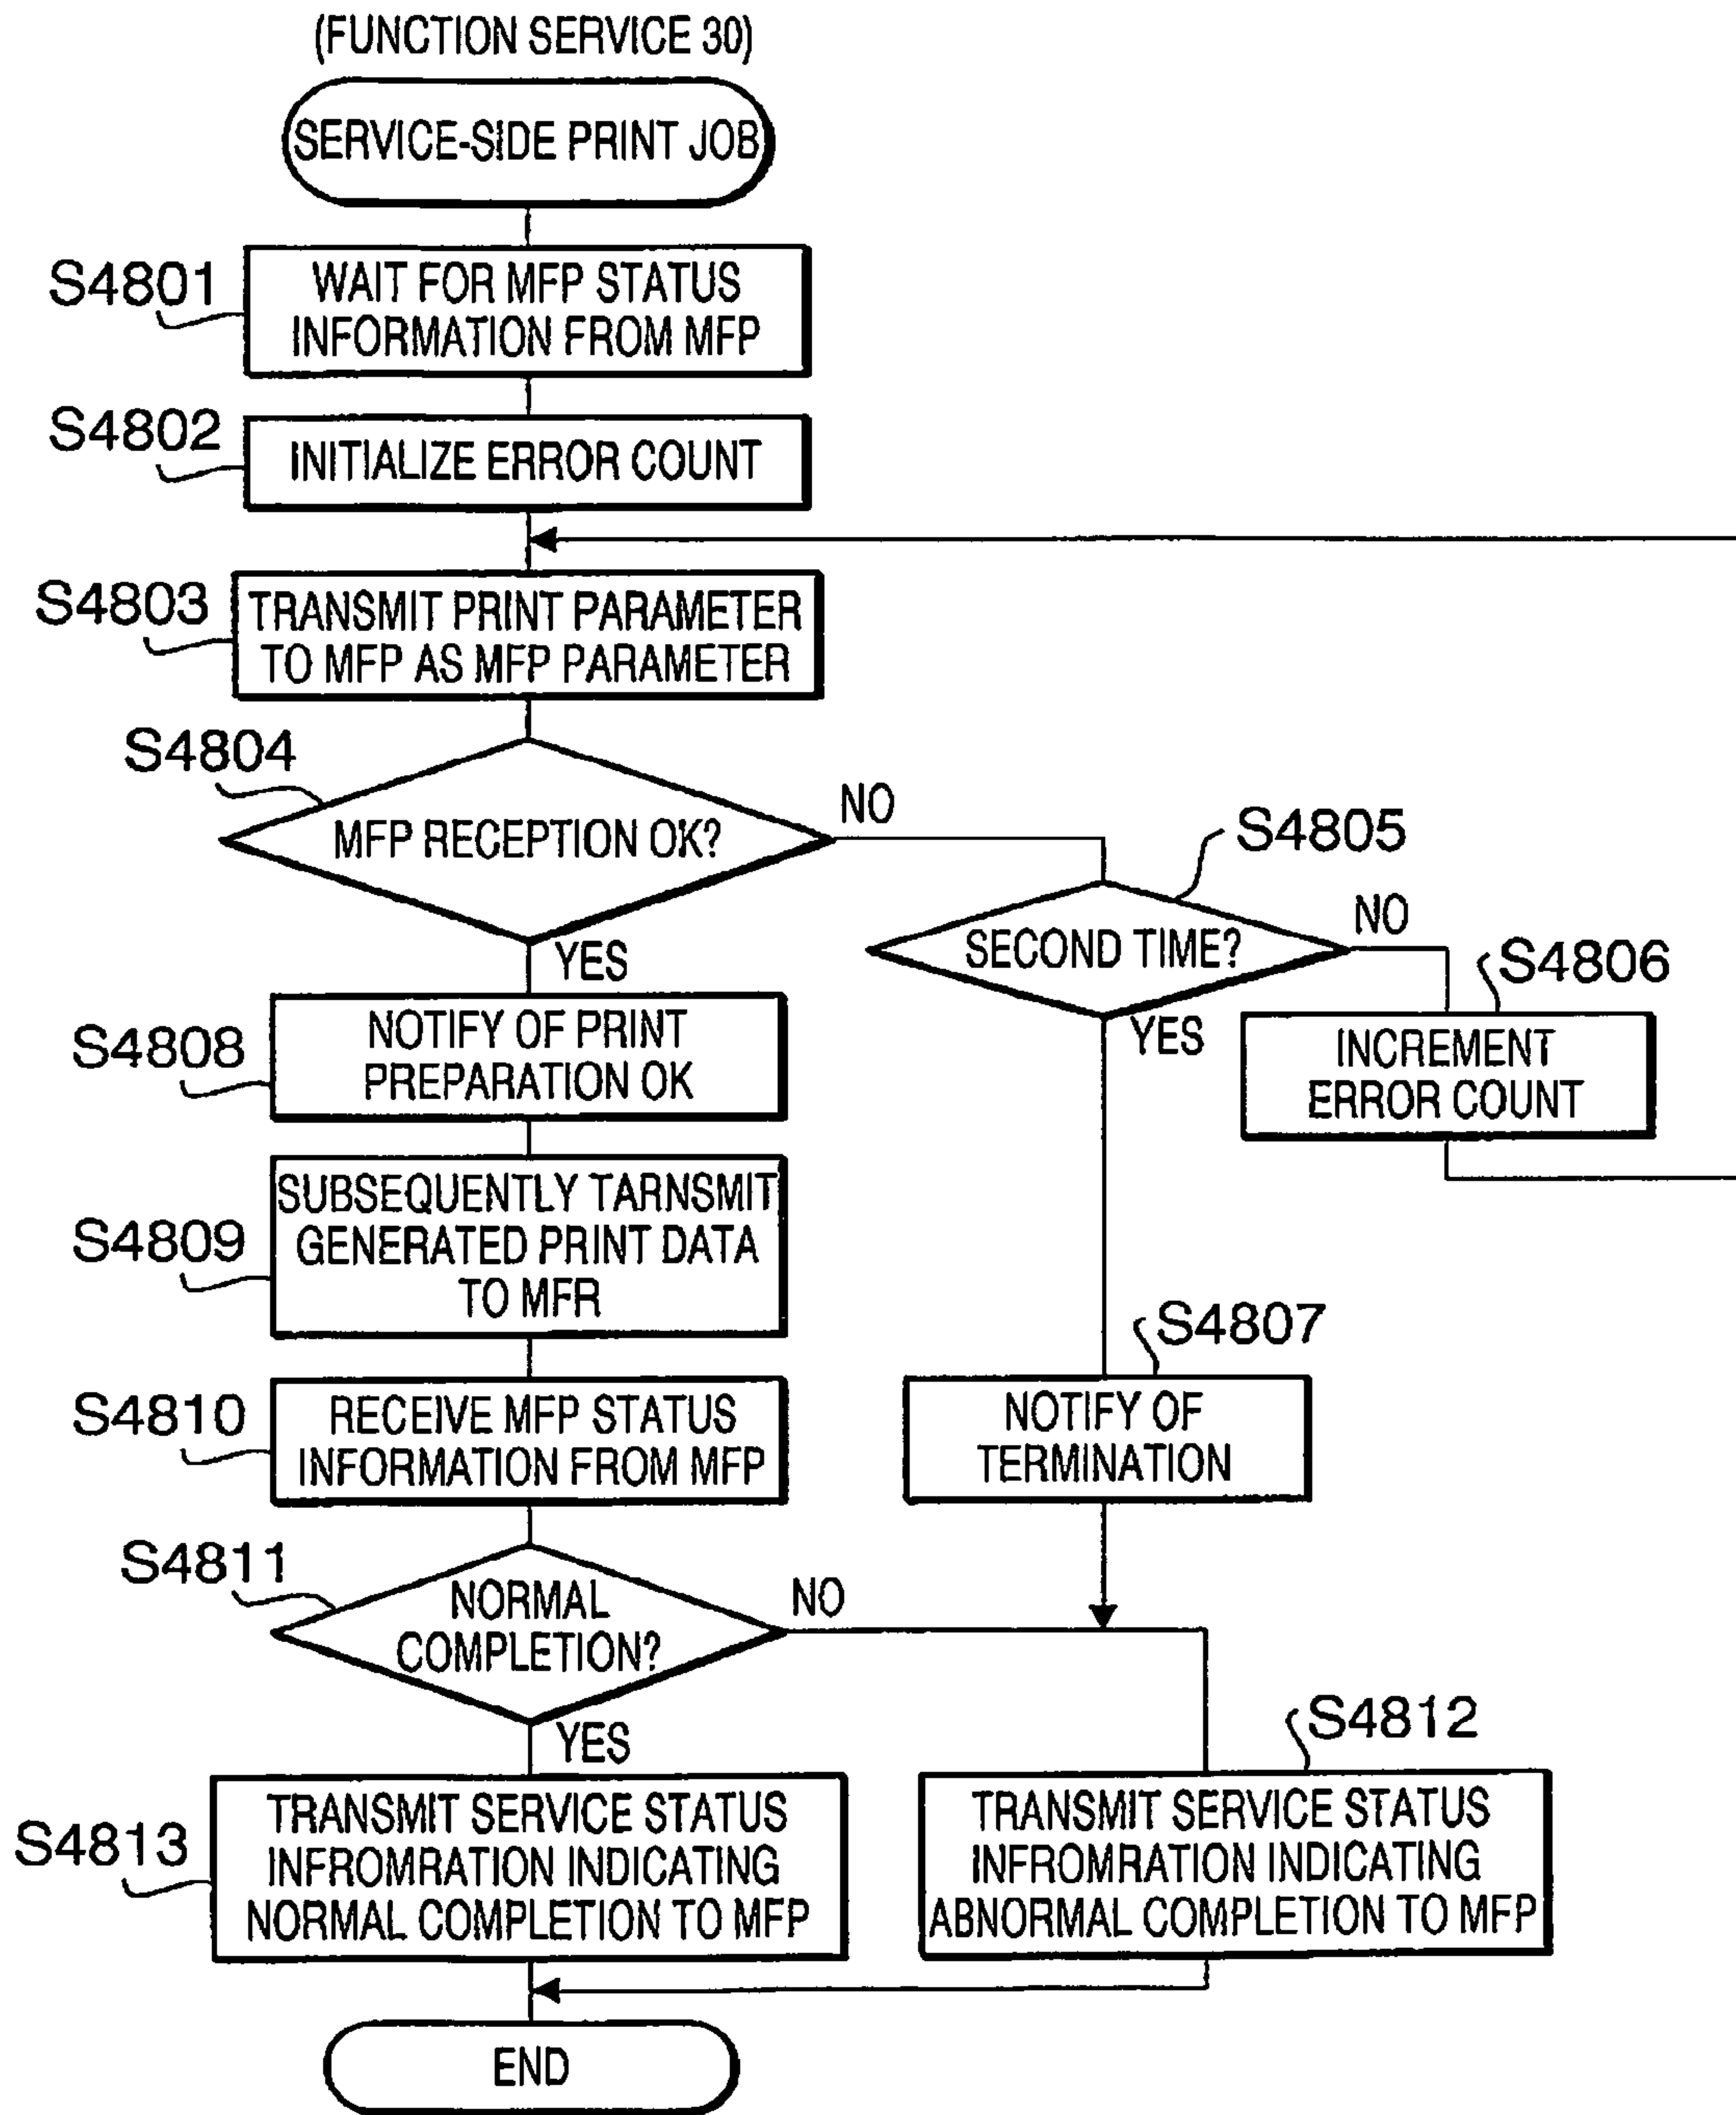 (FUNCTION SERVICE 30)
SERVICE-SIDE PRINT JOB
S4801
WAIT FOR MFP STATUS
INFORMATION FROM MFP
S4802
INITIALIZE ERROR COUNT
S4803
TRANSMIT PRINT PARAMETER
TO MFP AS MFP PARAMETER
S4804
MFP RECEPTION OK?
NO
YES
S4805
SECOND TIME?
NO
YES
S4806
INCREMENT
ERROR COUNT
S4808
NOTIFY OF PRINT
PREPARATION OK
S4809
SUBSEQUENTLY TARNSMIT
GENERATED PRINT DATA
TO MFR
S4807
NOTIFY OF
TERMINATION
S4810
RECEIVE MFP STATUS
INFORMATION FROM MFP
S4811
NORMAL
COMPLETION?
NO
YES
S4812
TRANSMIT SERVICE STATUS
INFROMRATION INDICATING
ABNORMAL COMPLETION TO MFP
S4813
TRANSMIT SERVICE STATUS
INFROMRATION INDICATING
NORMAL COMPLETION TO MFP
END